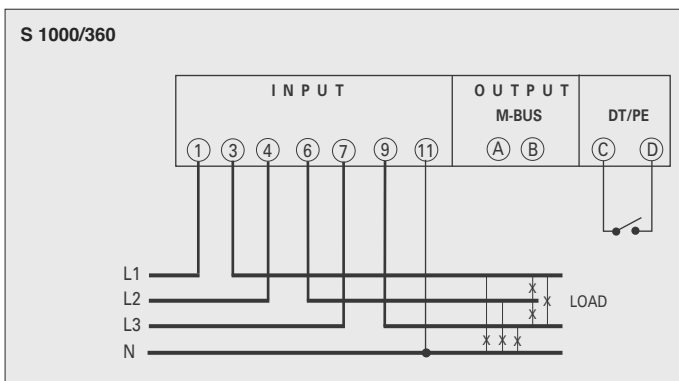 S 1000/360
INPUT
OUTPUT
M-BUS
DT/PE
1 3 4 6 7 9 11 A B C D
L1
L2
LOAD
L3
N